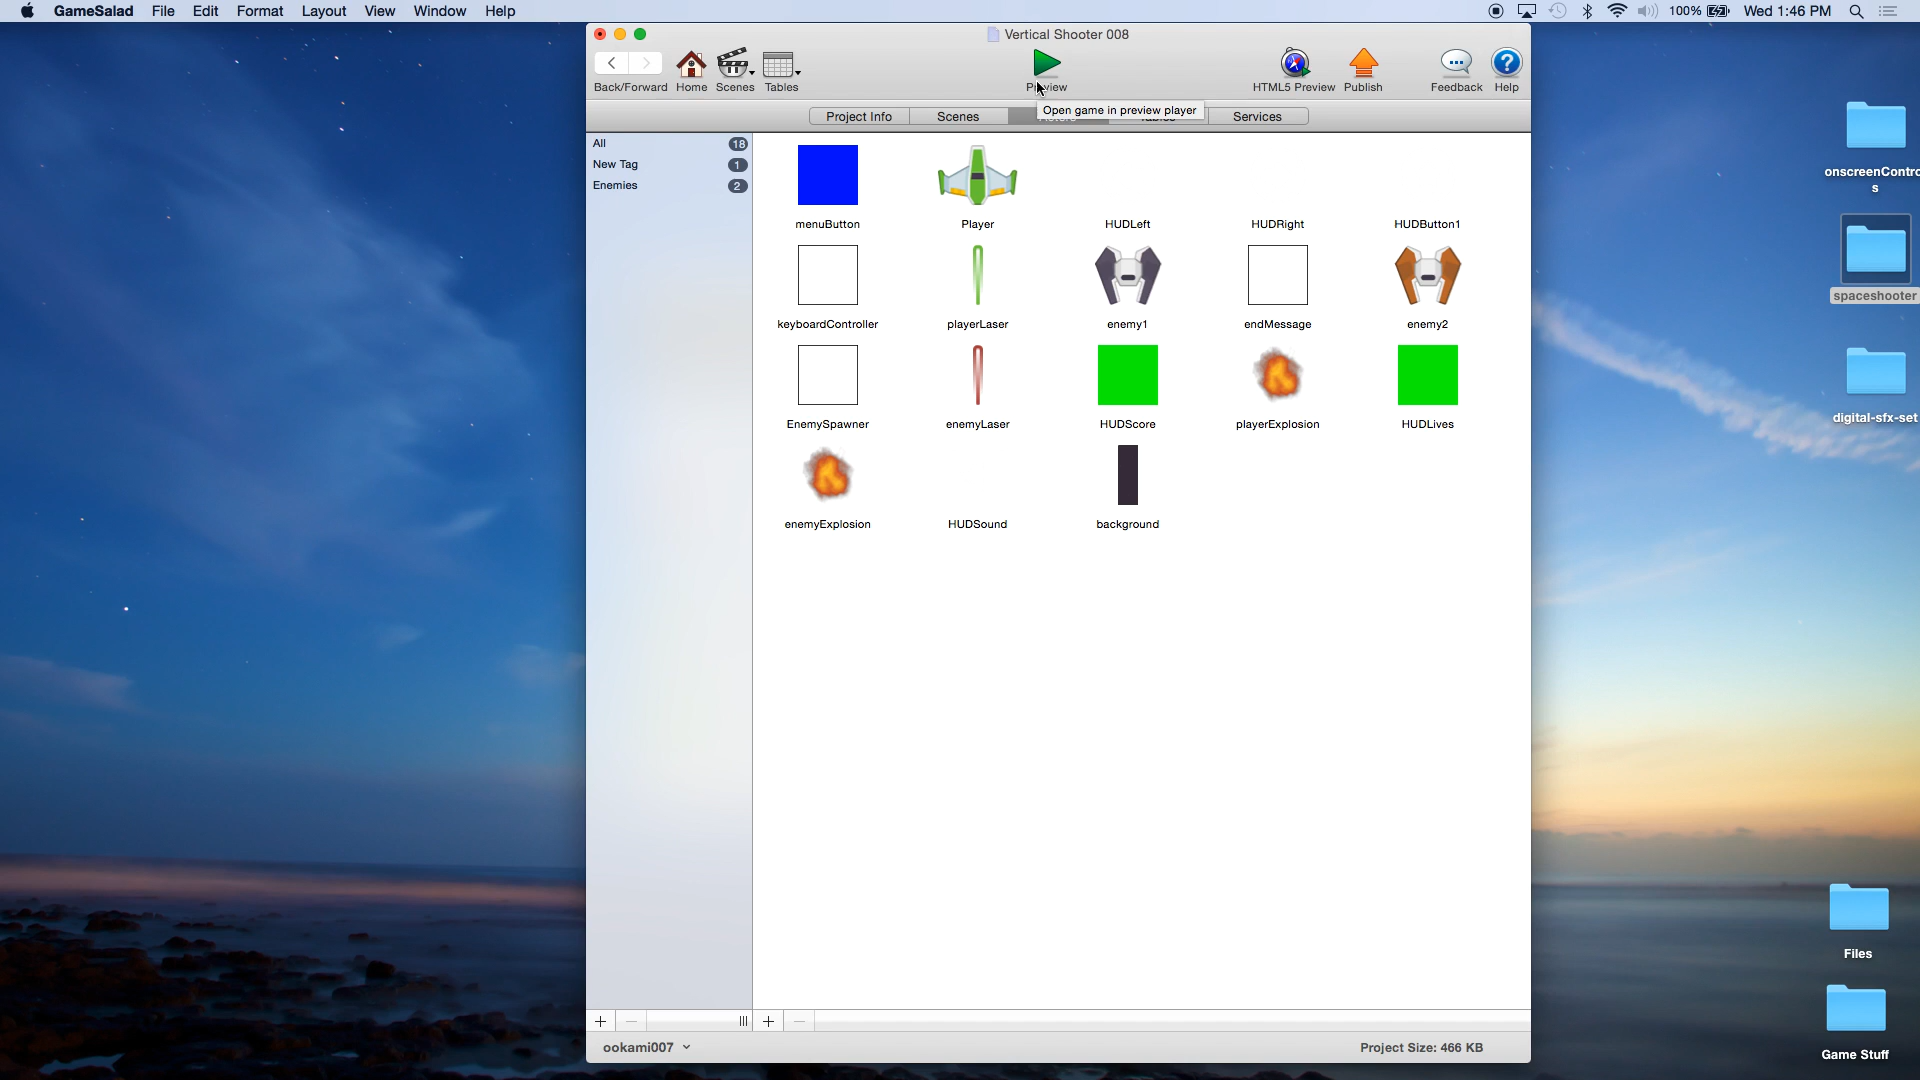 GameSalad File Edit Format Layout View Window Help
100% Wed 1:46 PM
Vertical Shooter 008
Back/Forward Home Scenes Tables Preview HTML5 Preview Publish Feedback Help
Open game in preview player
Project Info Scenes Services
All 18
New Tag 1
Enemies 2
menuButton Player HUDLeft HUDRight HUDButton1
keyboardController playerLaser enemy1 endMessage enemy2
EnemySpawner enemyLaser HUDScore playerExplosion HUDLives
enemyExplosion HUDSound background
ookami007
Project Size: 466 KB
onscreenContro
s
spaceshooter
digital-sfx-set
Files
Game Stuff